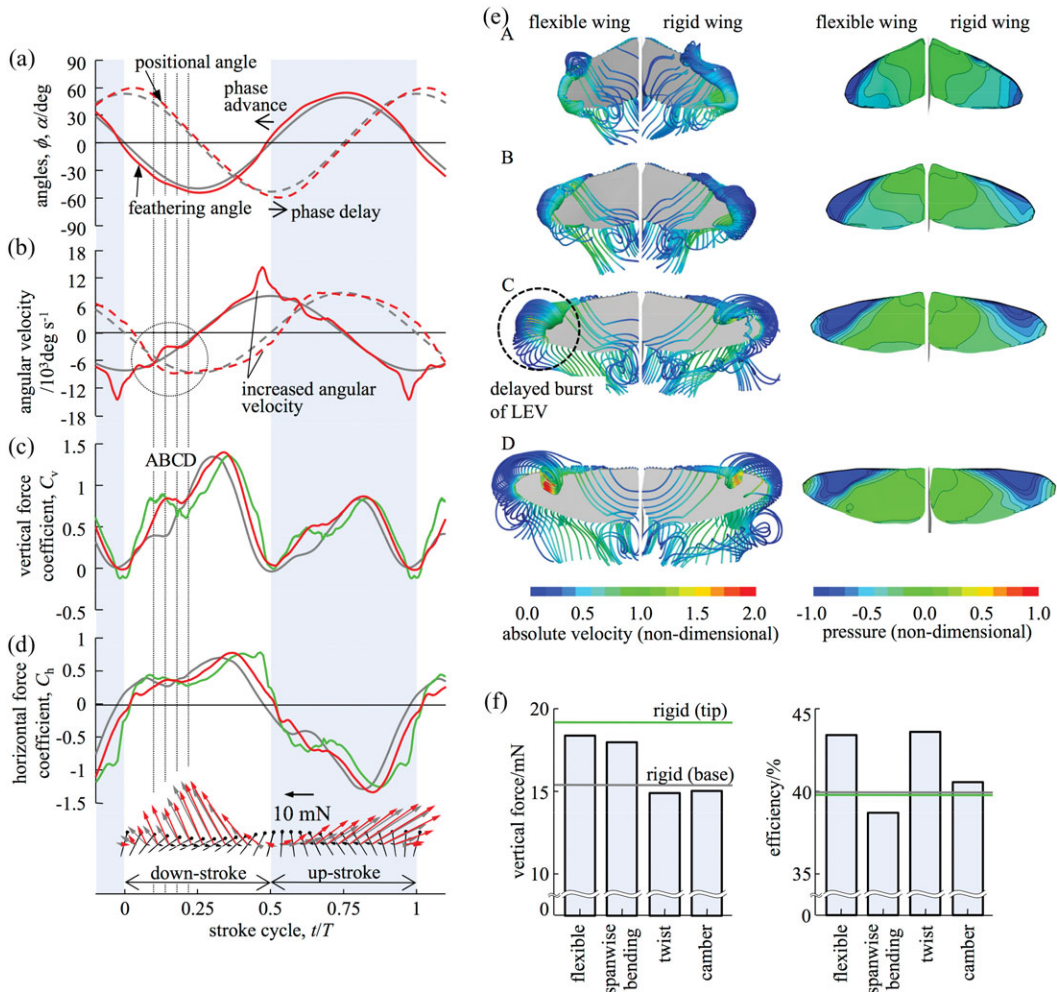 (a)
90
60
30
0
-30
-60
-90
angles, ϕ, α/deg
positional angle
phase
advance
feathering angle
phase delay
(b)
18
12
6
0
-6
-12
-18
angular velocity
/10³deg s⁻¹
increased angular
velocity
(c)
1.5
1.0
0.5
0
-0.5
vertical force
coefficient, Cv
ABCD
(d)
1
0.5
0
-0.5
-1
-1.5
horizontal force
coefficient, Ch
10 mN
down-stroke
up-stroke
0
0.25
0.5
0.75
1
stroke cycle, t/T
(e)
flexible wing
rigid wing
flexible wing
rigid wing
A
B
C
delayed burst
of LEV
D
0.0
0.5
1.0
1.5
2.0
absolute velocity (non-dimensional)
-1.0
-0.5
0.0
0.5
1.0
pressure (non-dimensional)
(f)
20
15
10
0
vertical force/mN
rigid (tip)
rigid (base)
flexible
spanwise
bending
twist
camber
45
40
35
0
efficiency/%
flexible
spanwise
bending
twist
camber